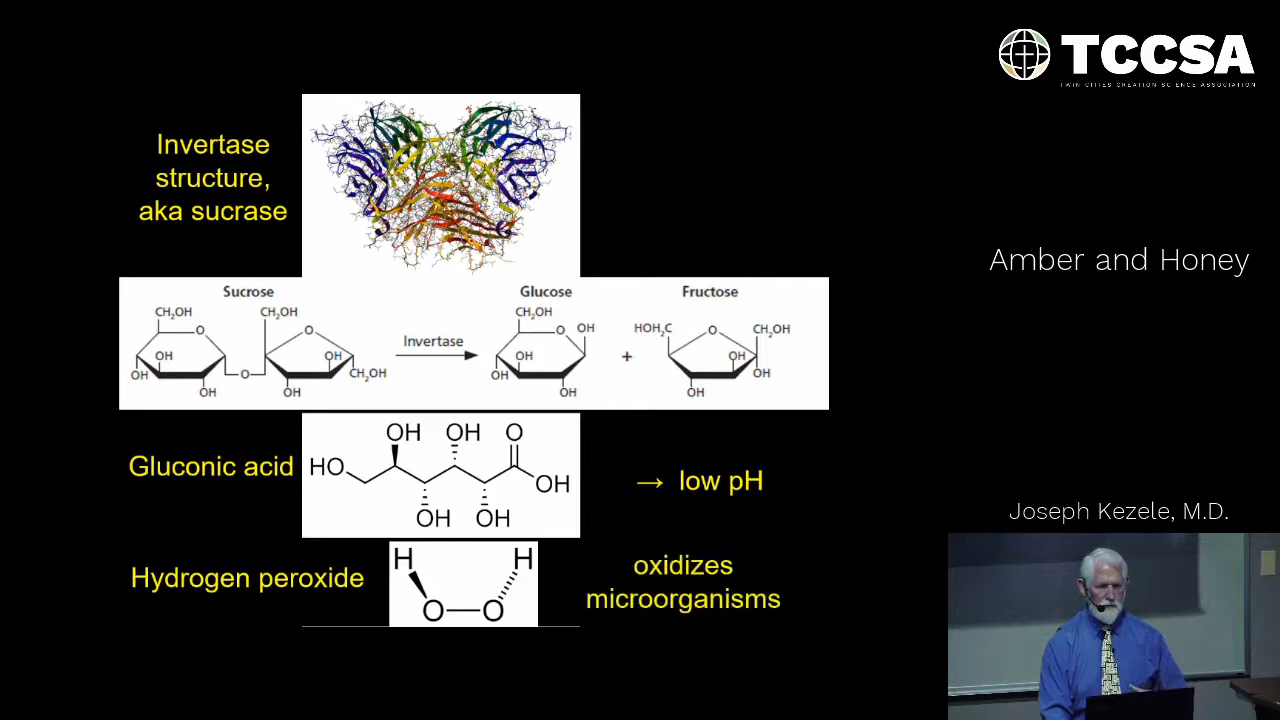 TCCSA
TWIN CITIES CREATION SCIENCE ASSOCIATION
Invertase
structure,
aka sucrase
Amber and Honey
Sucrose
Glucose
Fructose
CH₂OH
CH₂OH
CH₂OH
O
O
O
OH
HOH₂C
O
CH₂OH
Invertase
OH
OH
OH
+
OH
OH
O
CH₂OH
OH
OH
OH
OH
OH
OH
OH
Gluconic acid
HO
OH
OH
O
OH
OH
OH
→ low pH
Joseph Kezele, M.D.
Hydrogen peroxide
H
H
O
O
oxidizes
microorganisms